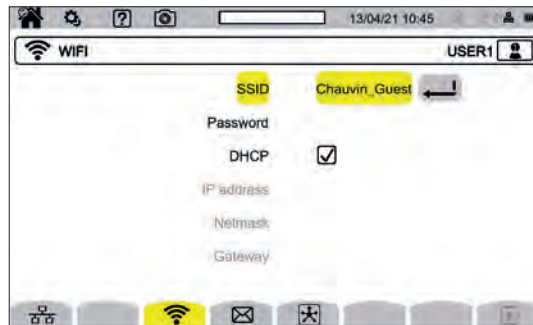 13/04/21 10:45
WIFI USER1
SSID Chauvin_Guest
Password
DHCP
IP address
Netmask
Gateway